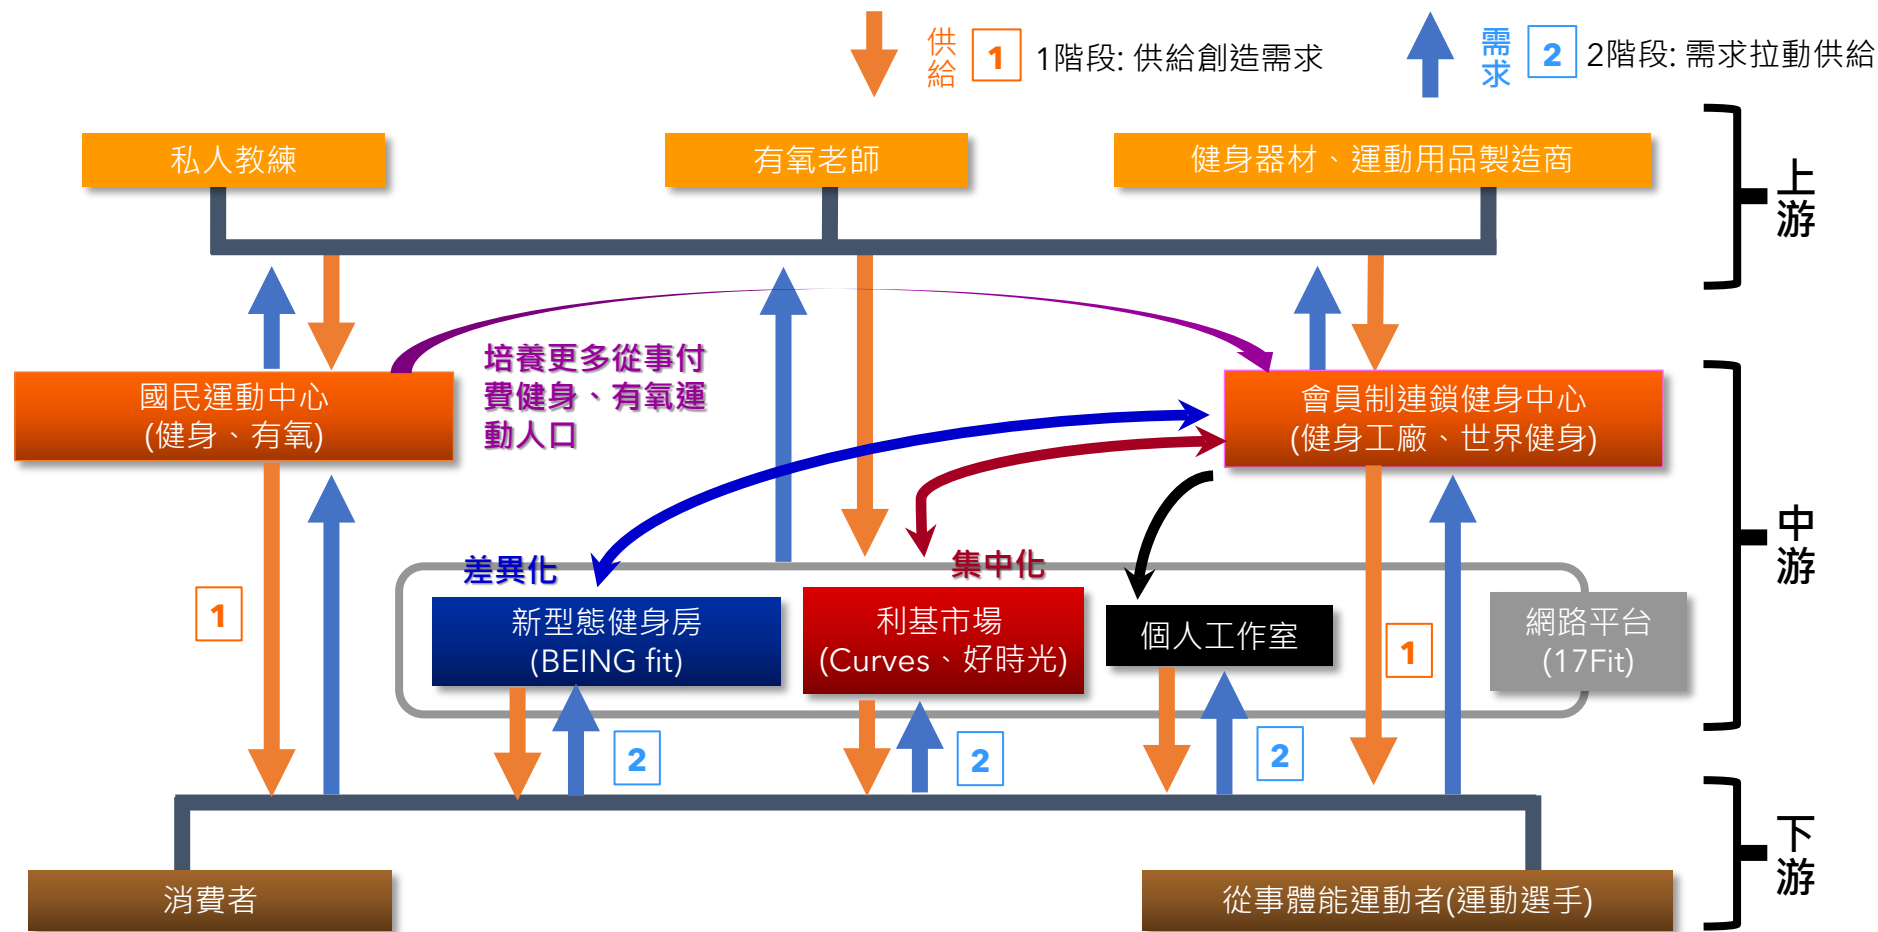 供給
1
1階段: 供給創造需求
需求
2
2階段: 需求拉動供給
私人教練
有氧老師
健身器材、運動用品製造商
上游
國民運動中心
(健身、有氧)
培養更多從事付
費健身、有氧運
動人口
會員制連鎖健身中心
(健身工廠、世界健身)
中游
差異化
集中化
新型態健身房
(BEING fit)
利基市場
(Curves、好時光)
個人工作室
網路平台
(17Fit)
1
1
2
2
2
下游
消費者
從事體能運動者(運動選手)